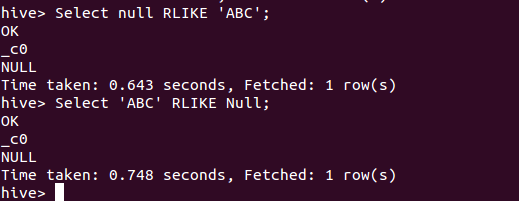 hive> Select null RLIKE 'ABC';
OK
_c0
NULL
Time taken: 0.643 seconds, Fetched: 1 row(s)
hive> Select 'ABC' RLIKE Null;
OK
_c0
NULL
Time taken: 0.748 seconds, Fetched: 1 row(s)
hive>